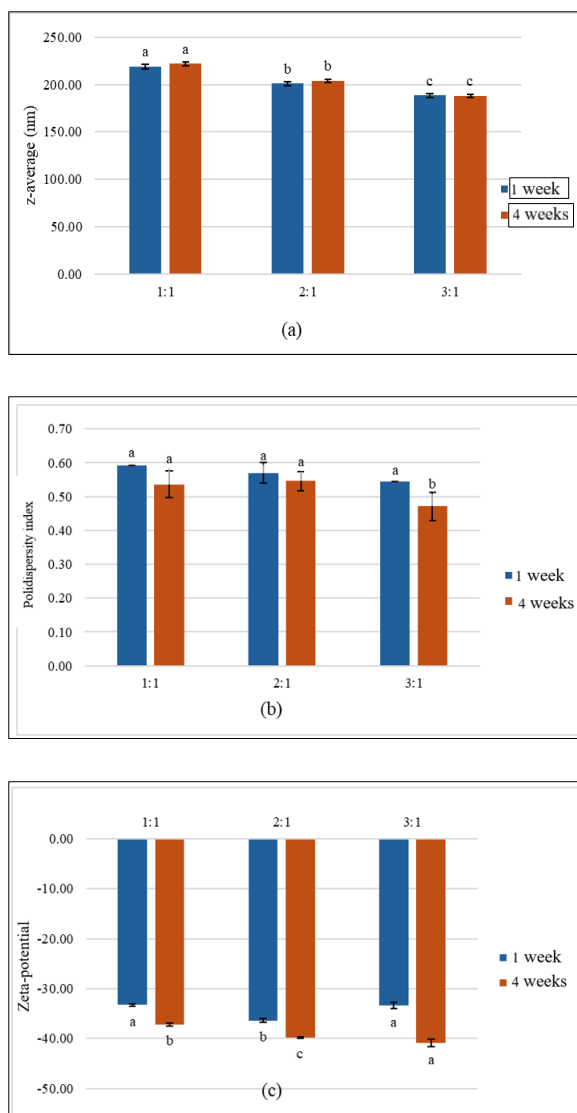 250.00
a a
b b
200.00
c c
150.00
z-average (nm)
1 week
100.00
4 weeks
50.00
0.00
1:1 2:1 3:1
(a)
0.70
a a a a a
0.60
b
0.50
0.40
Polidispersity index
0.30
1 week
0.20
4 weeks
0.10
0.00
1:1 2:1 3:1
(b)
1:1 2:1 3:1
0.00
-10.00
-20.00
Zeta-potential
1 week
-30.00
4 weeks
a b a
b c a
-40.00
(c)
-50.00